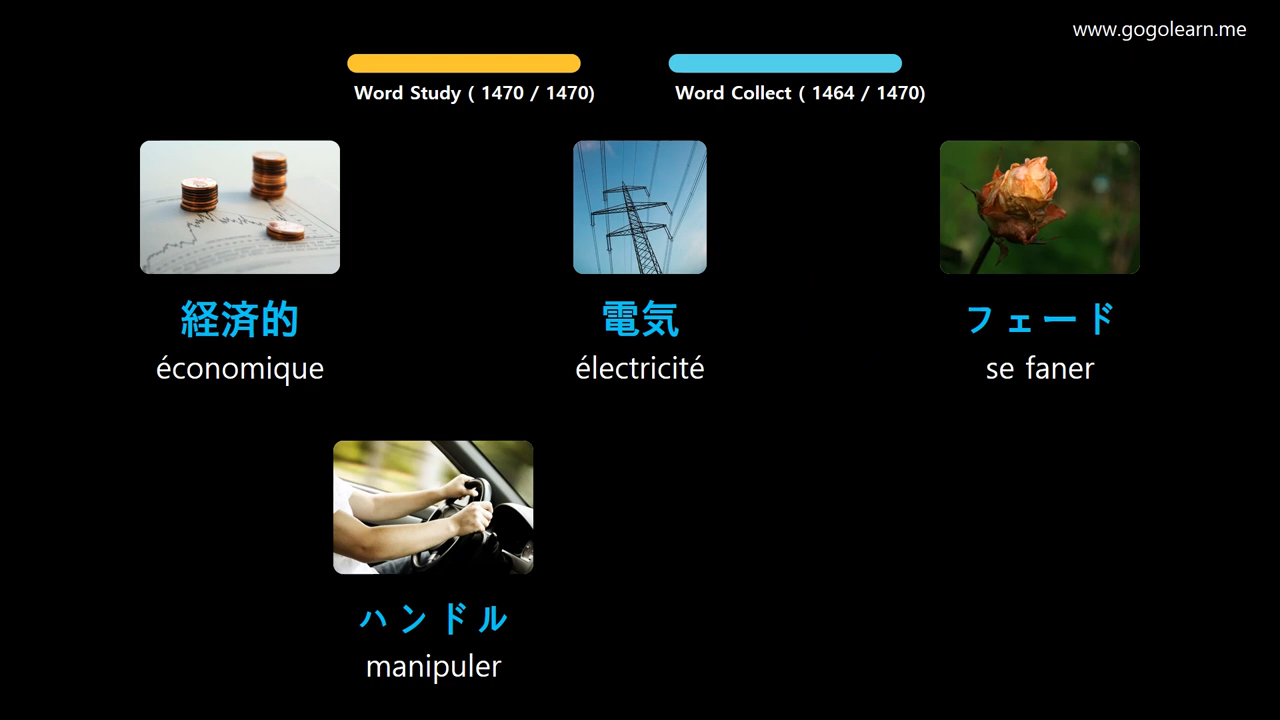 www.gogolearn.me
Word Study ( 1470 / 1470)
Word Collect ( 1464 / 1470)
経済的
économique
電気
électricité
フェード
se faner
ハンドル
manipuler